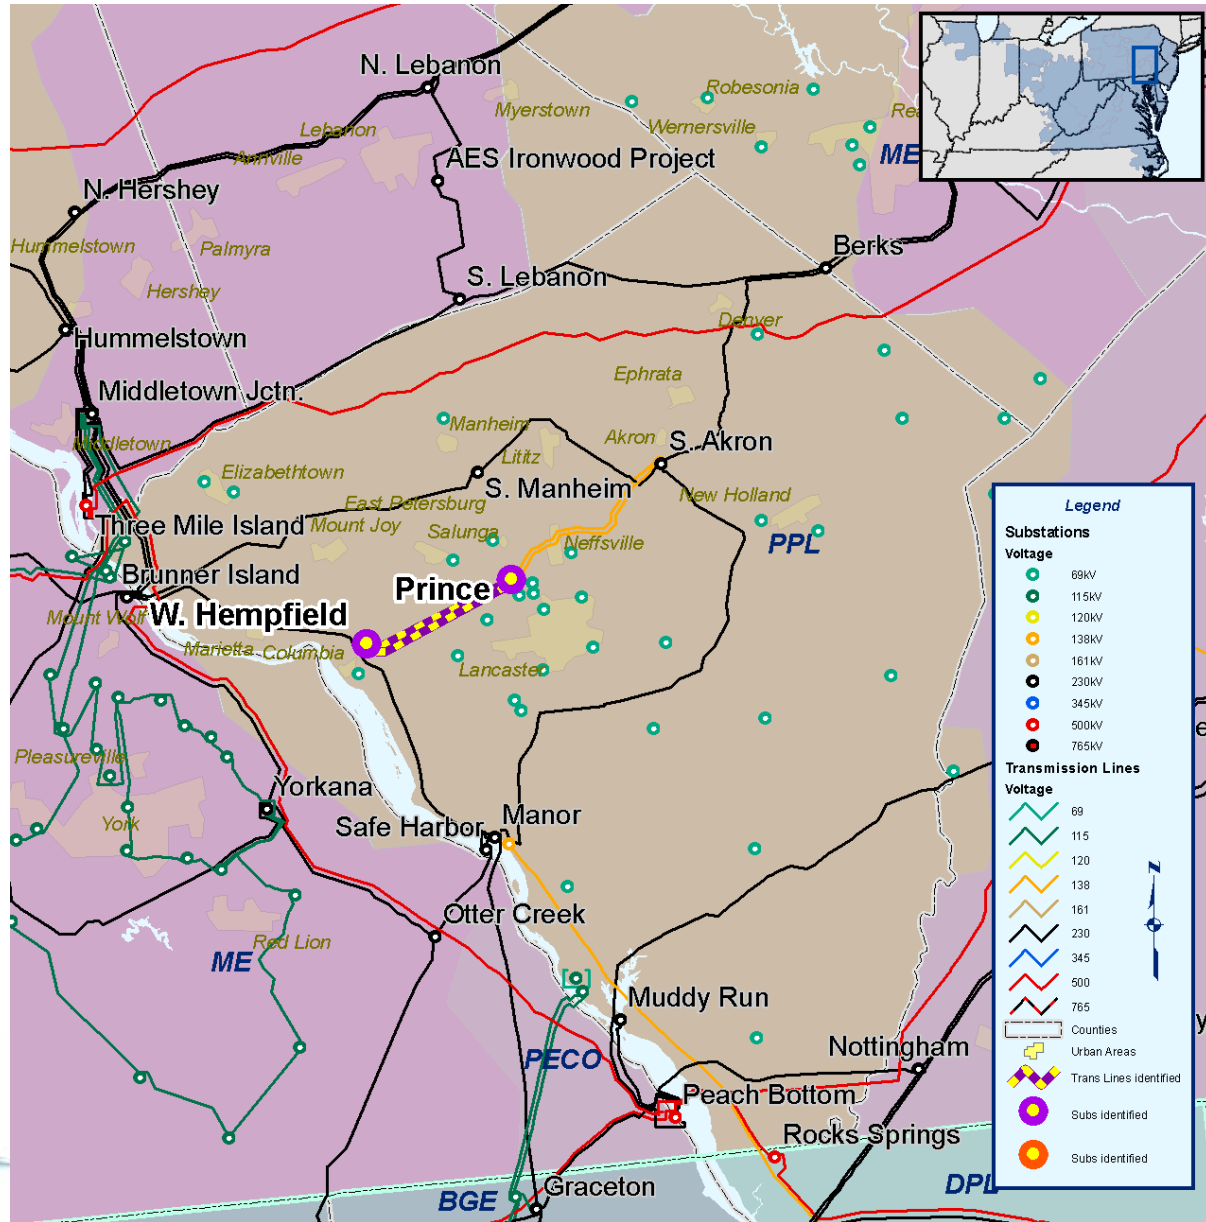 N. Lebanon
Myerstown
Robesonia
Wernersville
Lebanon
Annville
AES Ironwood Project
ME
N. Hershey
Hummelstown
Palmyra
Berks
Hershey
S. Lebanon
Hummelstown
Denver
Ephrata
Middletown Jctn.
Middletown
Manheim
Akron
S. Akron
Lititz
Elizabethtown
S. Manheim
New Holland
East Petersburg
Mount Joy
Salunga
Three Mile Island
Neffsville
PPL
Brunner Island
Prince
Mount Wolf
W. Hempfield
Marietta
Columbia
Lancaster
Pleasureville
Yorkana
York
Safe Harbor
Manor
Otter Creek
Red Lion
ME
Muddy Run
PECO
Nottingham
Peach Bottom
Rocks Springs
BGE
Graceton
DPL
Legend
Substations
Voltage
69kV
115kV
120kV
138kV
161kV
230kV
345kV
500kV
765kV
Transmission Lines
Voltage
69
115
120
138
161
230
345
500
765
Counties
Urban Areas
Trans Lines identified
Subs identified
Subs identified
Z